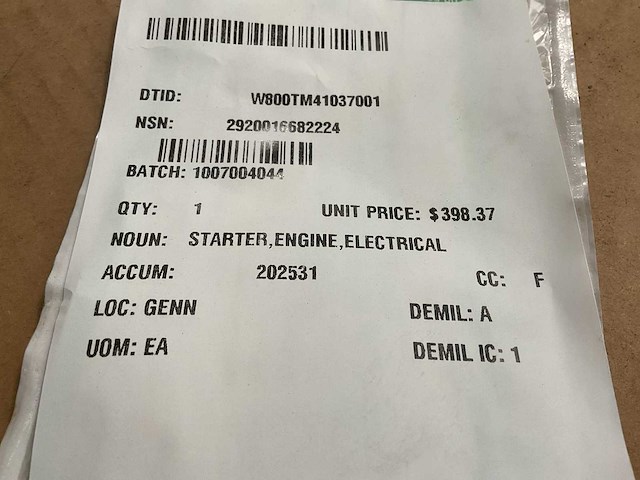 DTID: W800TM41037001
NSN: 2920016682224
BATCH: 1007004044
QTY: 1 UNIT PRICE: $398.37
NOUN: STARTER,ENGINE,ELECTRICAL
ACCUM: 202531 CC: F
LOC: GENN DEMIL: A
UOM: EA DEMIL IC: 1